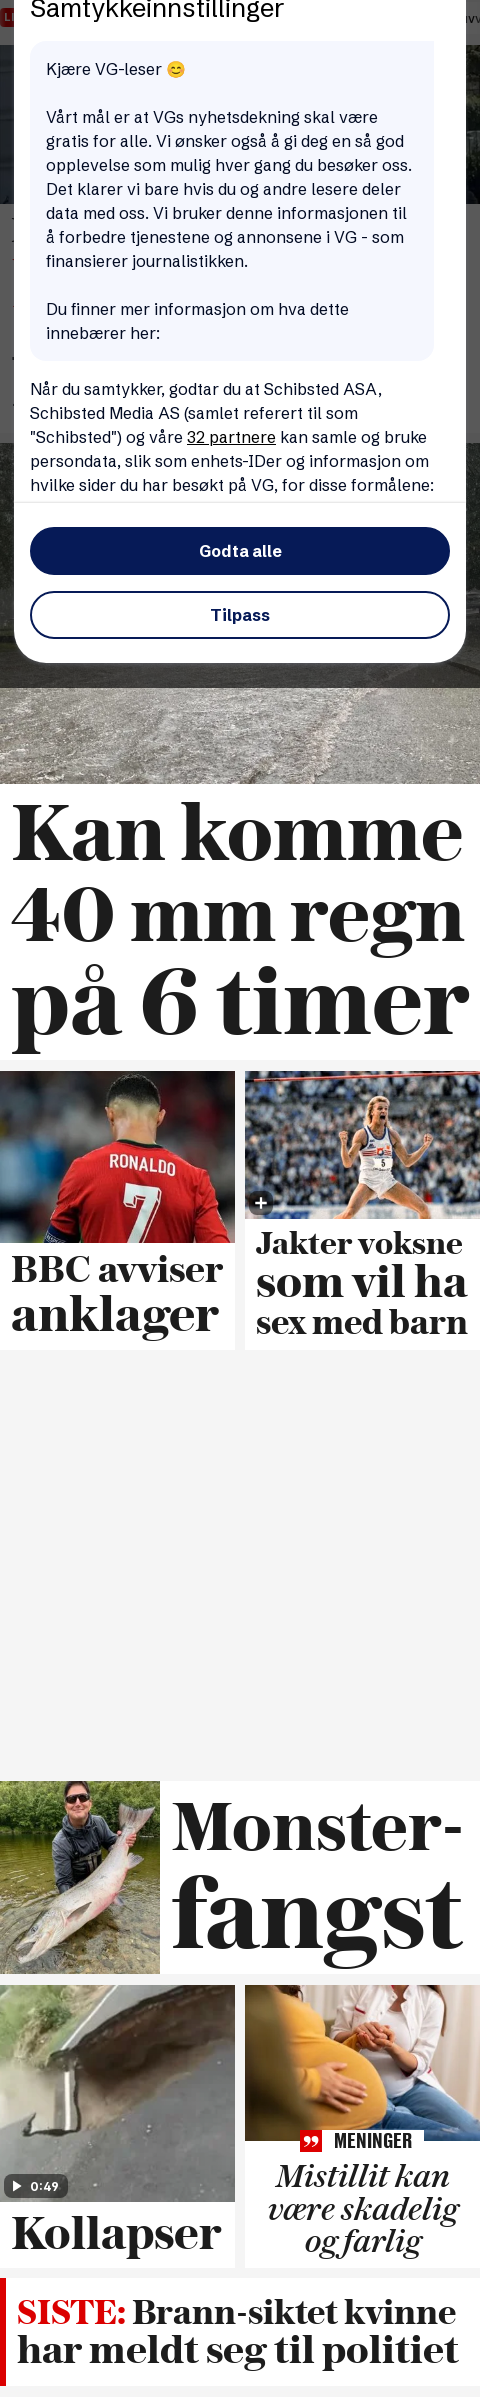 Samtykkeinnstillinger
Kjære VG-leser 😊
Vårt mål er at VGs nyhetsdekning skal være
gratis for alle. Vi ønsker også å gi deg en så god
opplevelse som mulig hver gang du besøker oss.
Det klarer vi bare hvis du og andre lesere deler
data med oss. Vi bruker denne informasjonen til
å forbedre tjenestene og annonsene i VG - som
finansierer journalistikken.
Du finner mer informasjon om hva dette
innebærer her:
Når du samtykker, godtar du at Schibsted ASA,
Schibsted Media AS (samlet referert til som
"Schibsted") og våre 32 partnere kan samle og bruke
persondata, slik som enhets-IDer og informasjon om
hvilke sider du har besøkt på VG, for disse formålene:
Godta alle
Tilpass
Kan komme
40 mm regn
på 6 timer
RONALDO
7
5
BBC avviser
anklager
Jakter voksne
som vil ha
sex med barn
Monster-
fangst
0:49
Kollapser
MENINGER
Mistillit kan
være skadelig
og farlig
SISTE: Brann-siktet kvinne
har meldt seg til politiet